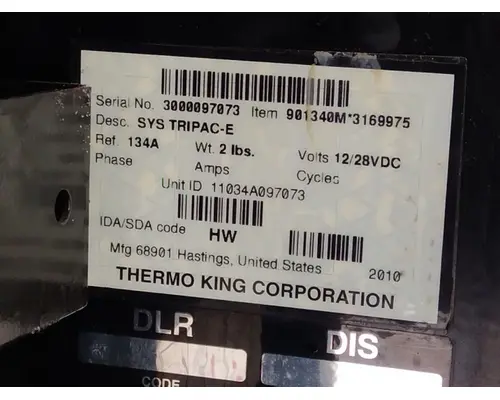 Serial No. 3000097073 Item 901340M*3169975
Desc. SYS TRIPAC-E
Ref. 134A Wt. 2 lbs. Volts 12/28VDC
Phase Amps Cycles
Unit ID 11034A097073
IDA/SDA code HW
Mfg 68901 Hastings, United States 2010
THERMO KING CORPORATION
DLR DIS
CODE